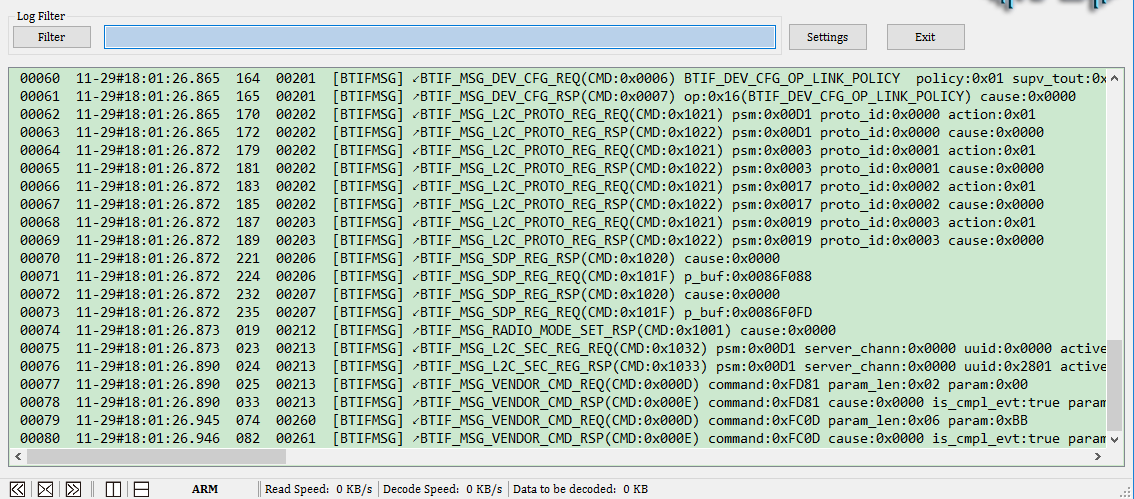 Log Filter
Filter Settings Exit
00060 11-29#18:01:26.865 164 00201 [BTIFMSG] ↙BTIF_MSG_DEV_CFG_REQ(CMD:0x0006) BTIF_DEV_CFG_OP_LINK_POLICY policy:0x01 supv_tout:0x
00061 11-29#18:01:26.865 165 00201 [BTIFMSG] ↗BTIF_MSG_DEV_CFG_RSP(CMD:0x0007) op:0x16(BTIF_DEV_CFG_OP_LINK_POLICY) cause:0x0000
00062 11-29#18:01:26.872 170 00202 [BTIFMSG] ↙BTIF_MSG_L2C_PROTO_REG_REQ(CMD:0x1021) psm:0x00D1 proto_id:0x0000 action:0x01
00063 11-29#18:01:26.872 172 00202 [BTIFMSG] ↗BTIF_MSG_L2C_PROTO_REG_RSP(CMD:0x1022) psm:0x00D1 proto_id:0x0000 cause:0x0000
00064 11-29#18:01:26.872 179 00202 [BTIFMSG] ↙BTIF_MSG_L2C_PROTO_REG_REQ(CMD:0x1021) psm:0x0003 proto_id:0x0001 action:0x01
00065 11-29#18:01:26.872 181 00202 [BTIFMSG] ↗BTIF_MSG_L2C_PROTO_REG_RSP(CMD:0x1022) psm:0x0003 proto_id:0x0001 cause:0x0000
00066 11-29#18:01:26.872 183 00202 [BTIFMSG] ↙BTIF_MSG_L2C_PROTO_REG_REQ(CMD:0x1021) psm:0x0017 proto_id:0x0002 action:0x01
00067 11-29#18:01:26.872 185 00202 [BTIFMSG] ↗BTIF_MSG_L2C_PROTO_REG_RSP(CMD:0x1022) psm:0x0017 proto_id:0x0002 cause:0x0000
00068 11-29#18:01:26.872 187 00203 [BTIFMSG] ↙BTIF_MSG_L2C_PROTO_REG_REQ(CMD:0x1021) psm:0x0019 proto_id:0x0003 action:0x01
00069 11-29#18:01:26.872 189 00203 [BTIFMSG] ↗BTIF_MSG_L2C_PROTO_REG_RSP(CMD:0x1022) psm:0x0019 proto_id:0x0003 cause:0x0000
00070 11-29#18:01:26.872 221 00206 [BTIFMSG] ↗BTIF_MSG_SDP_REG_RSP(CMD:0x1020) cause:0x0000
00071 11-29#18:01:26.872 224 00206 [BTIFMSG] ↙BTIF_MSG_SDP_REG_REQ(CMD:0x101F) p_buf:0x0086F088
00072 11-29#18:01:26.872 232 00207 [BTIFMSG] ↗BTIF_MSG_SDP_REG_RSP(CMD:0x1020) cause:0x0000
00073 11-29#18:01:26.872 235 00207 [BTIFMSG] ↙BTIF_MSG_SDP_REG_REQ(CMD:0x101F) p_buf:0x0086F0FD
00074 11-29#18:01:26.873 019 00212 [BTIFMSG] ↗BTIF_MSG_RADIO_MODE_SET_RSP(CMD:0x1001) cause:0x0000
00075 11-29#18:01:26.873 023 00213 [BTIFMSG] ↙BTIF_MSG_L2C_SEC_REG_REQ(CMD:0x1032) psm:0x00D1 server_chann:0x0000 uuid:0x0000 active
00076 11-29#18:01:26.890 024 00213 [BTIFMSG] ↗BTIF_MSG_L2C_SEC_REG_RSP(CMD:0x1033) psm:0x00D1 server_chann:0x0000 uuid:0x2801 active
00077 11-29#18:01:26.890 025 00213 [BTIFMSG] ↙BTIF_MSG_VENDOR_CMD_REQ(CMD:0x000D) command:0xFD81 param_len:0x02 param:0x00
00078 11-29#18:01:26.890 033 00213 [BTIFMSG] ↗BTIF_MSG_VENDOR_CMD_RSP(CMD:0x000E) command:0xFD81 cause:0x0000 is_cmpl_evt:true param
00079 11-29#18:01:26.945 074 00260 [BTIFMSG] ↙BTIF_MSG_VENDOR_CMD_REQ(CMD:0x000D) command:0xFC0D param_len:0x06 param:0xBB
00080 11-29#18:01:26.946 082 00261 [BTIFMSG] ↗BTIF_MSG_VENDOR_CMD_RSP(CMD:0x000E) command:0xFC0D cause:0x0000 is_cmpl_evt:true param
ARM Read Speed: 0 KB/s Decode Speed: 0 KB/s Data to be decoded: 0 KB